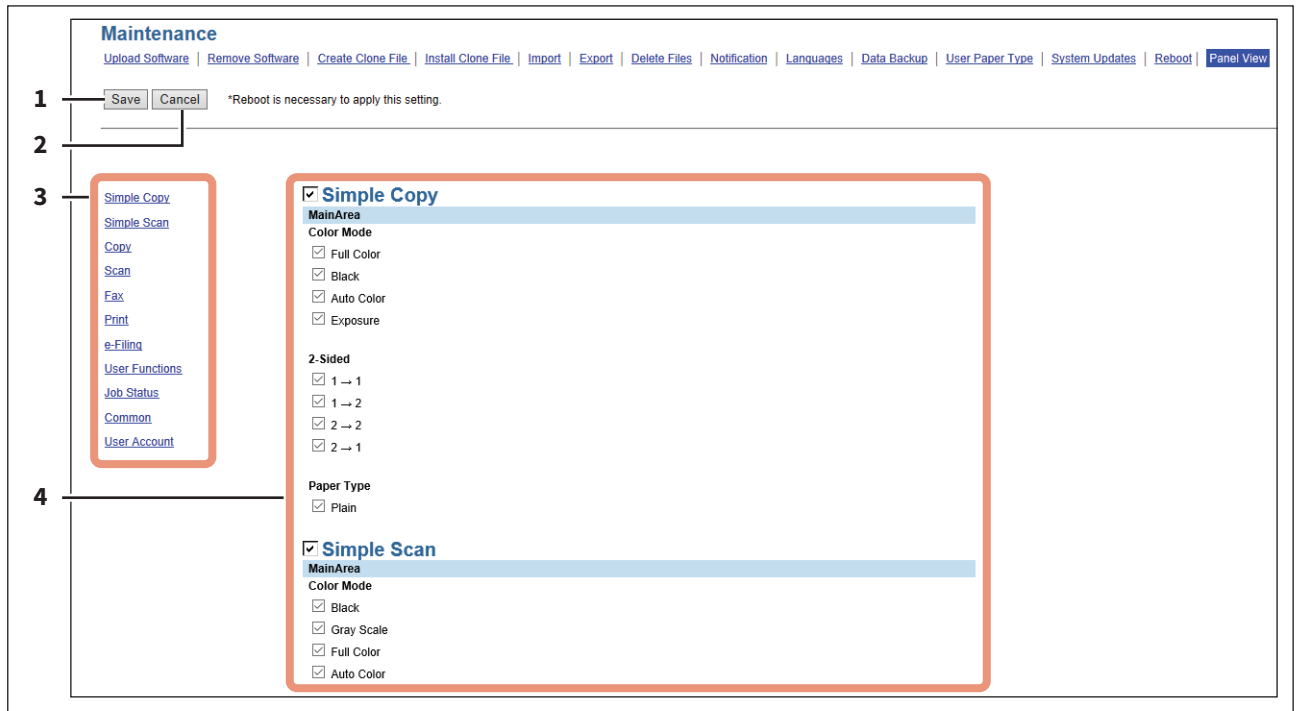 Maintenance
Upload Software | Remove Software | Create Clone File | Install Clone File | Import | Export | Delete Files | Notification | Languages | Data Backup | User Paper Type | System Updates | Reboot | Panel View
1
Save Cancel *Reboot is necessary to apply this setting.
2
3
Simple Copy
Simple Scan
Copy
Scan
Fax
Print
e-Filing
User Functions
Job Status
Common
User Account
4
Simple Copy
MainArea
Color Mode
Full Color
Black
Auto Color
Exposure
2-Sided
1 → 1
1 → 2
2 → 2
2 → 1
Paper Type
Plain
Simple Scan
MainArea
Color Mode
Black
Gray Scale
Full Color
Auto Color